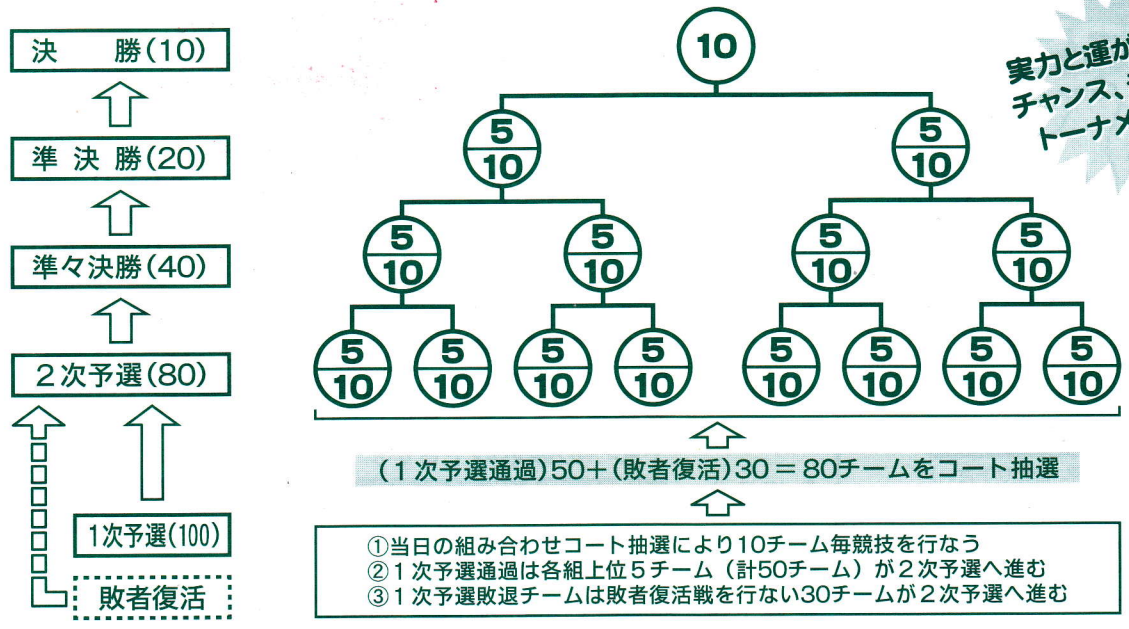 決　勝(10)
準 決 勝(20)
準々決勝(40)
2次予選(80)
1次予選(100)
敗者復活
10
5
10
5
10
5
10
5
10
5
10
5
10
5
10
5
10
5
10
5
10
5
10
5
10
5
10
5
10
実力と運が
チャンス、
(1次予選通過)50+(敗者復活)30=80チームをコート抽選
①当日の組み合わせコート抽選により10チーム毎競技を行なう
②1次予選通過は各組上位5チーム（計50チーム）が2次予選へ進む
③1次予選敗退チームは敗者復活戦を行ない30チームが2次予選へ進む